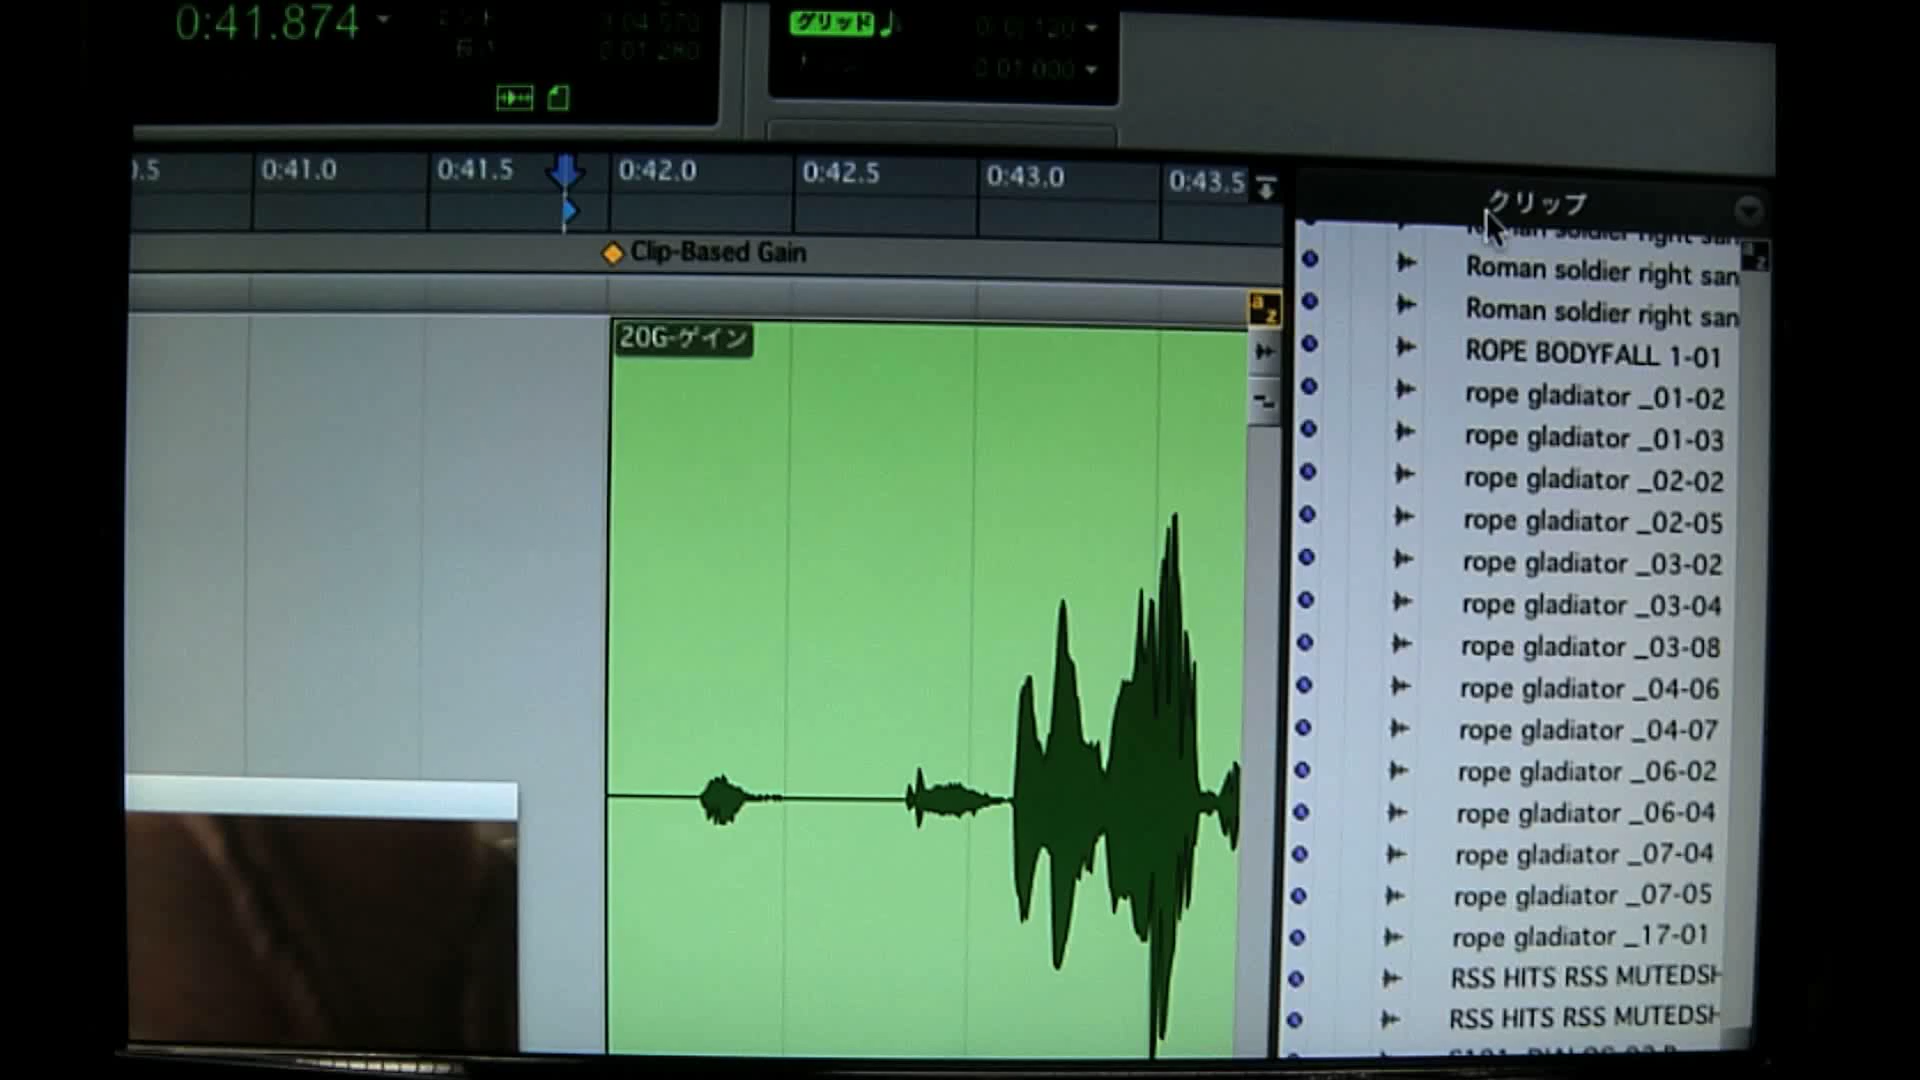 0:41.874
グリッド
0:41.0 0:41.5 0:42.0 0:42.5 0:43.0 0:43.5
Clip-Based Gain
20G-ゲイン
クリップ
Roman soldier right san
Roman soldier right san
ROPE BODYFALL 1-01
rope gladiator _01-02
rope gladiator _01-03
rope gladiator _02-02
rope gladiator _02-05
rope gladiator _03-02
rope gladiator _03-04
rope gladiator _03-08
rope gladiator _04-06
rope gladiator _04-07
rope gladiator _06-02
rope gladiator _06-04
rope gladiator _07-04
rope gladiator _07-05
rope gladiator _17-01
RSS HITS RSS MUTEDSH
RSS HITS RSS MUTEDSH